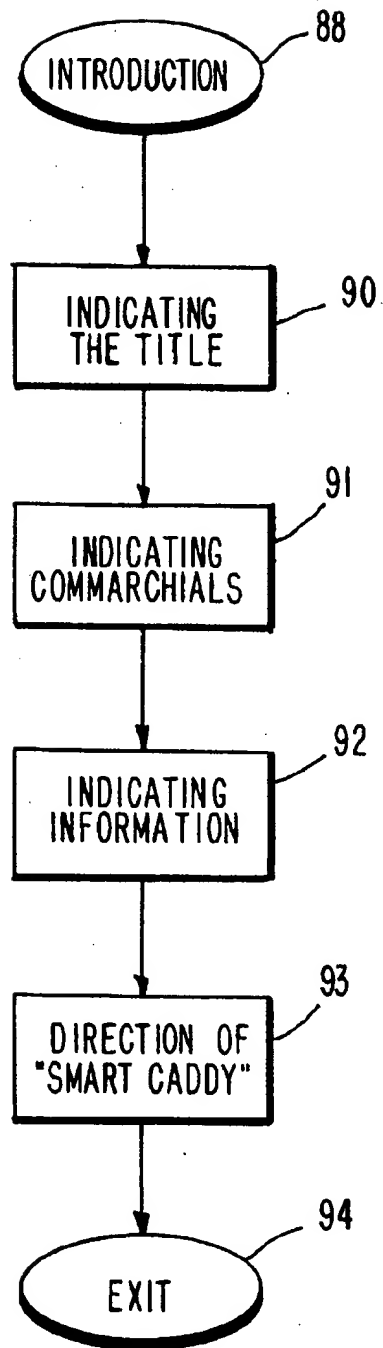 88
INTRODUCTION
90
INDICATING
THE TITLE
91
INDICATING
COMMARCHIALS
92
INDICATING
INFORMATION
93
DIRECTION OF
"SMART CADDY"
94
EXIT